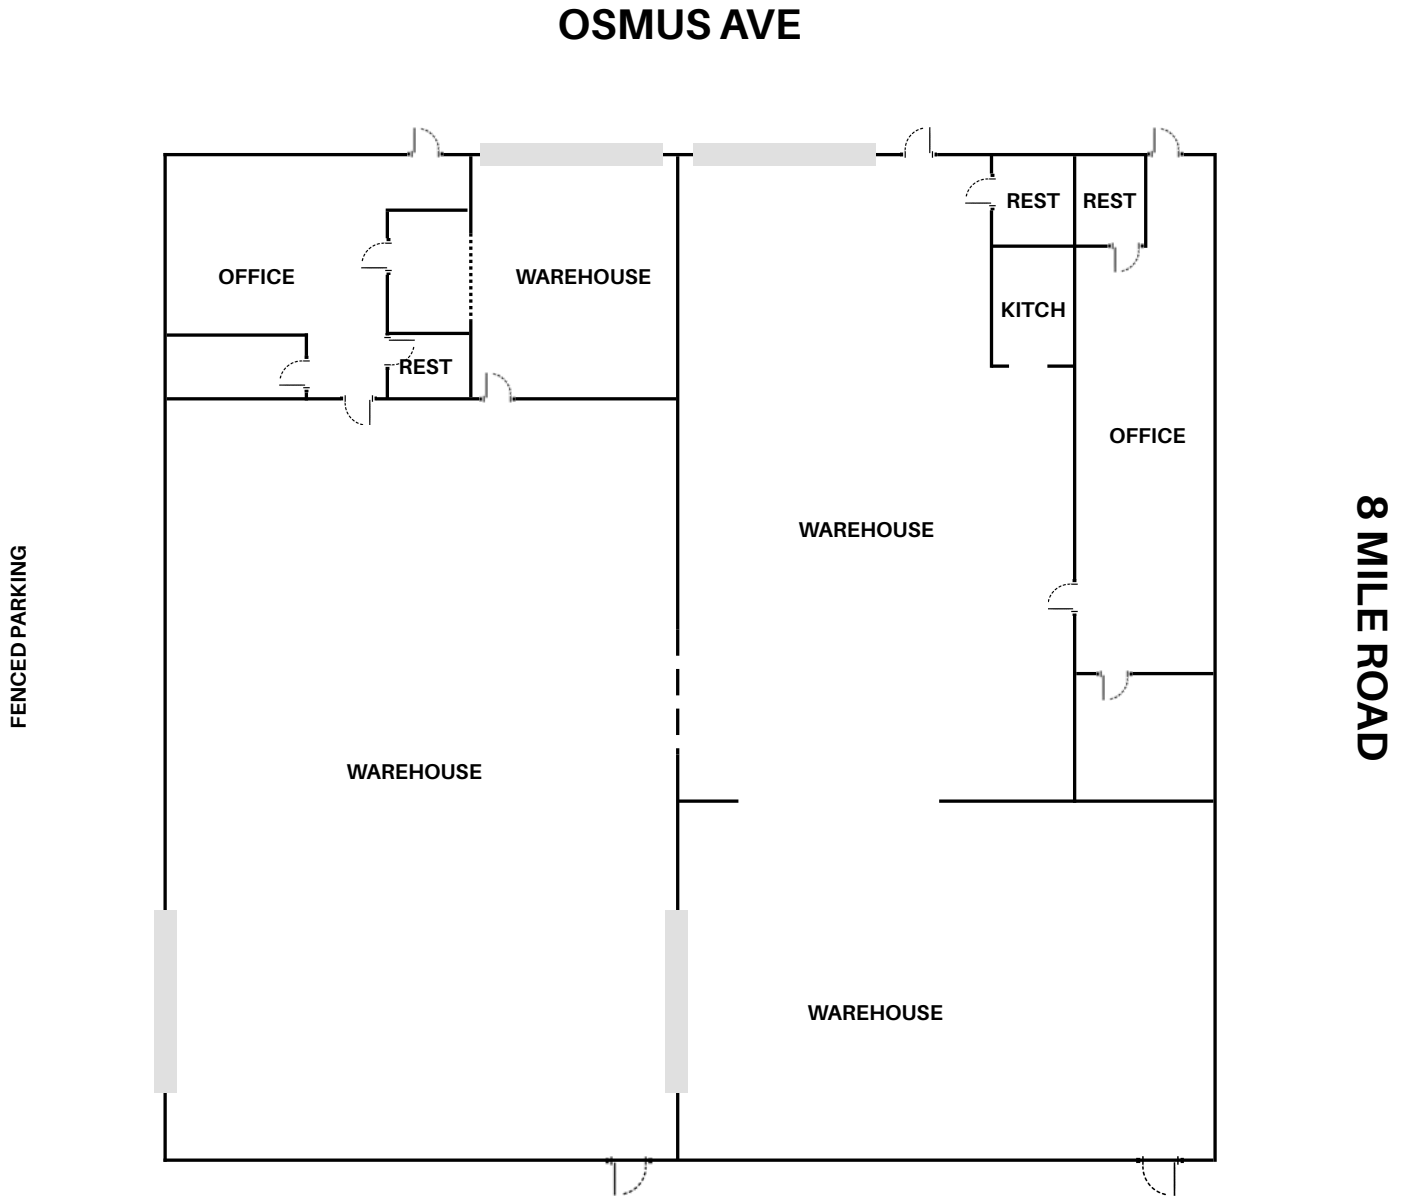 OSMUS AVE
REST
REST
OFFICE
WAREHOUSE
KITCH
REST
OFFICE
WAREHOUSE
8 MILE ROAD
FENCED PARKING
WAREHOUSE
WAREHOUSE